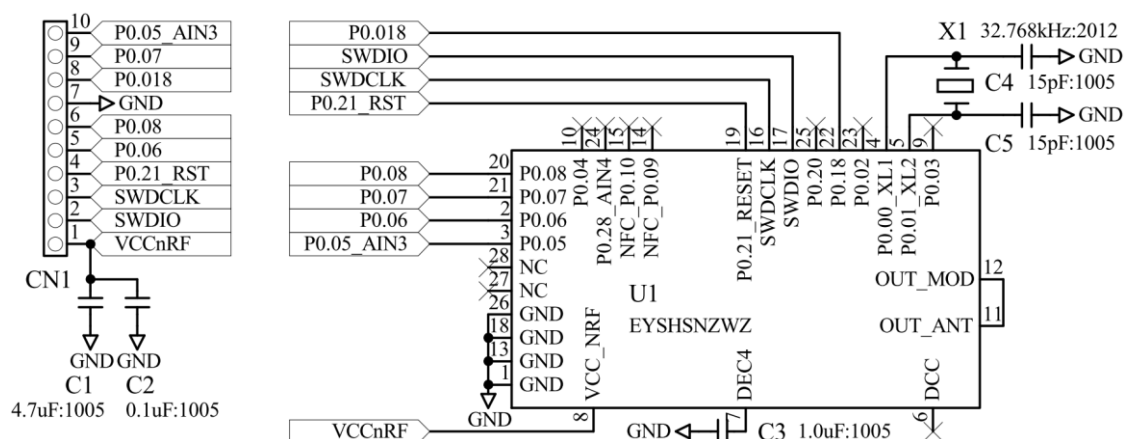 10 P0.05_AIN3
9 P0.07
8 P0.018
7 GND
6 P0.08
5 P0.06
4 P0.21_RST
3 SWDCLK
2 SWDIO
1 VCCnRF
CN1
GND GND
C1 C2
4.7uF:1005 0.1uF:1005
P0.018
SWDIO
SWDCLK
P0.21_RST
P0.08
P0.07
P0.06
P0.05_AIN3
X1 32.768kHz:2012
GND
C4 15pF:1005
GND
C5 15pF:1005
10 24 15 14 19 16 17 25 22 23 4 5 9
P0.04
P0.28_AIN4
NFC_P0.10
NFC_P0.09
P0.21_RESET
SWDCLK
SWDIO
P0.20
P0.18
P0.02
P0.00_XL1
P0.01_XL2
P0.03
20 P0.08
21 P0.07
2 P0.06
3 P0.05
28 NC
27 NC
26 GND
18 GND
13 GND
1 GND
GND
U1
EYSHSNZWZ
OUT_MOD 12
OUT_ANT 11
VCC_NRF
DEC4
DCC
8 7 6
VCCnRF
GND C3 1.0uF:1005